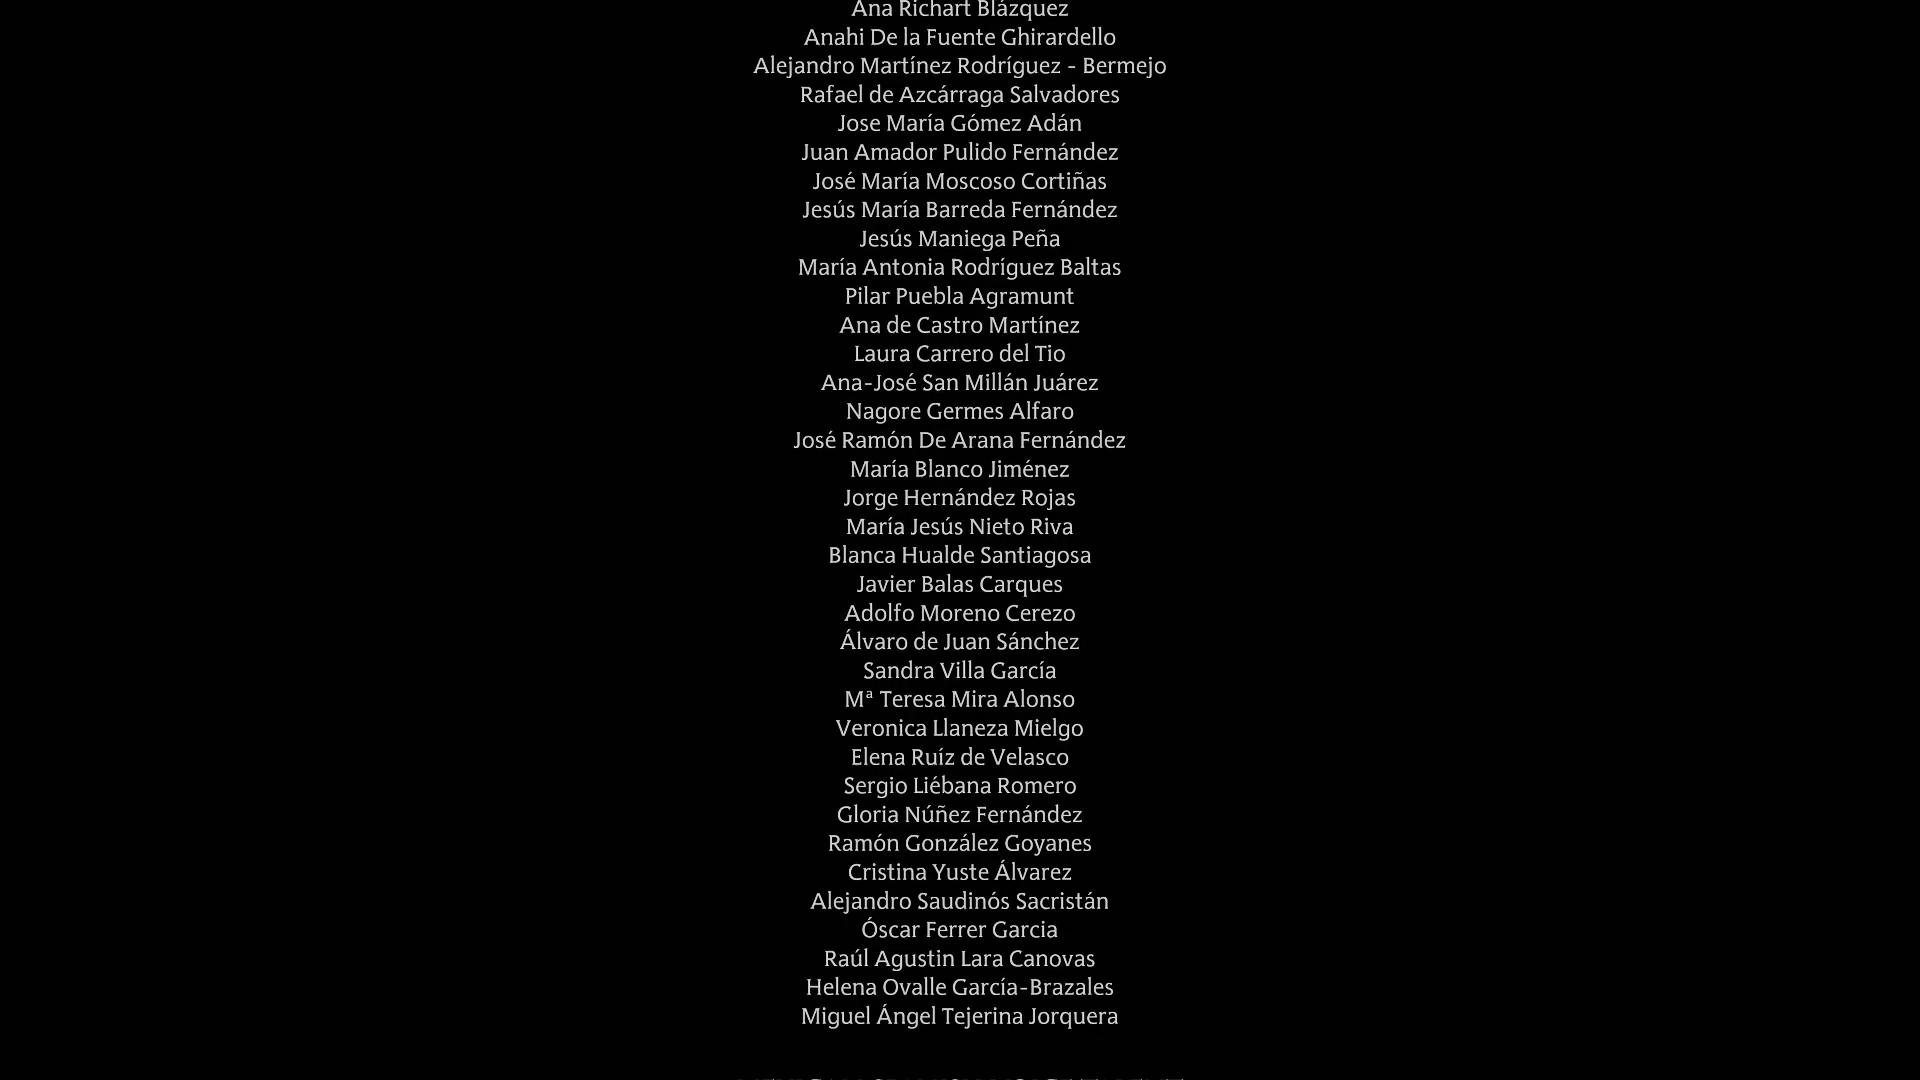 Ana Richart Blázquez
Anahi De la Fuente Ghirardello
Alejandro Martínez Rodríguez - Bermejo
Rafael de Azcárraga Salvadores
Jose María Gómez Adán
Juan Amador Pulido Fernández
José María Moscoso Cortiñas
Jesús María Barreda Fernández
Jesús Maniega Peña
María Antonia Rodríguez Baltas
Pilar Puebla Agramunt
Ana de Castro Martínez
Laura Carrero del Tio
Ana-José San Millán Juárez
Nagore Germes Alfaro
José Ramón De Arana Fernández
María Blanco Jiménez
Jorge Hernández Rojas
María Jesús Nieto Riva
Blanca Hualde Santiagosa
Javier Balas Carques
Adolfo Moreno Cerezo
Álvaro de Juan Sánchez
Sandra Villa García
Mª Teresa Mira Alonso
Veronica Llaneza Mielgo
Elena Ruíz de Velasco
Sergio Liébana Romero
Gloria Núñez Fernández
Ramón González Goyanes
Cristina Yuste Álvarez
Alejandro Saudinós Sacristán
Óscar Ferrer Garcia
Raúl Agustin Lara Canovas
Helena Ovalle García-Brazales
Miguel Ángel Tejerina Jorquera